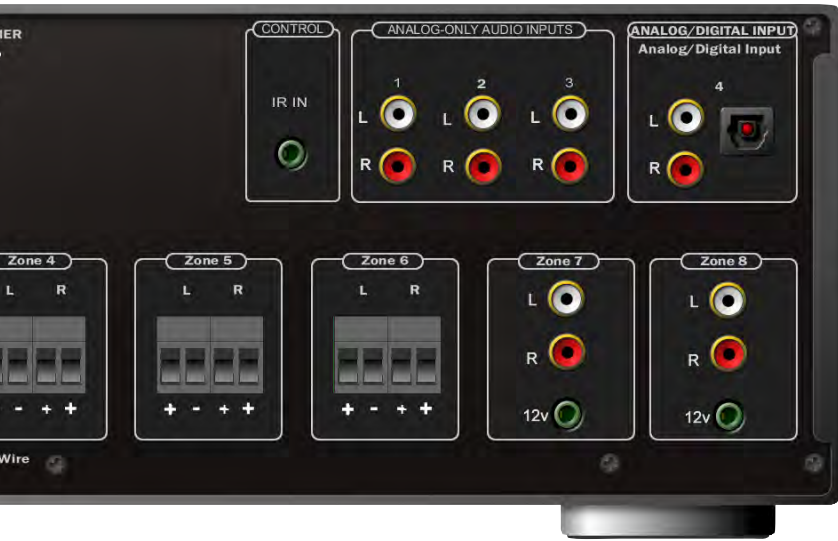 CONTROL
IR IN
ANALOG-ONLY AUDIO INPUTS
1 2 3
L L L
R R R
ANALOG/DIGITAL INPUT
Analog/Digital Input
4
L
R
Zone 4
L R
- + +
Zone 5
L R
+ - + +
Zone 6
L R
+ - + +
Zone 7
L
R
12v
Zone 8
L
R
12v
Wire